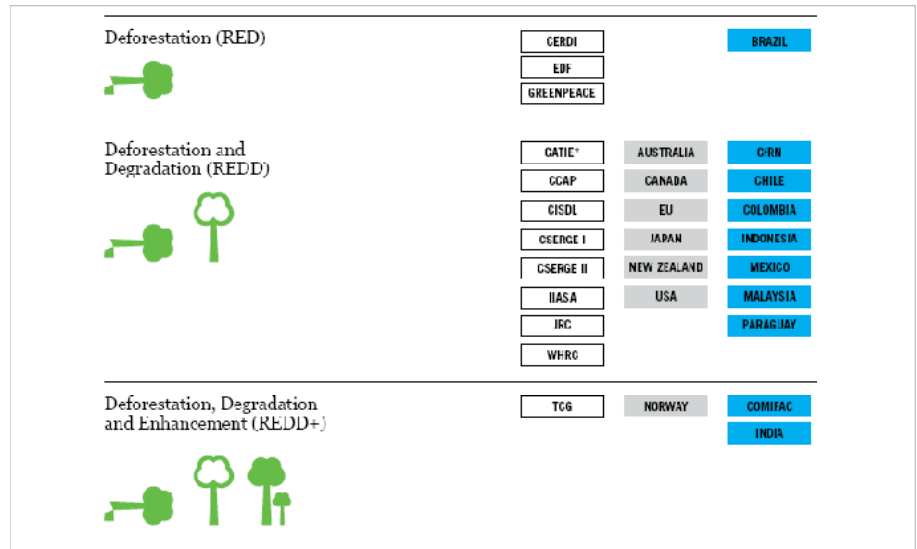 Deforestation (RED)
CERDI
EDF
GREENPEACE
BRAZIL
Deforestation and
Degradation (REDD)
CATIE+
CCAP
CISDL
CSERGE I
CSERGE II
IIASA
JRC
WHRC
AUSTRALIA
CANADA
EU
JAPAN
NEW ZEALAND
USA
CfRN
CHILE
COLOMBIA
INDONESIA
MEXICO
MALAYSIA
PARAGUAY
Deforestation, Degradation
and Enhancement (REDD+)
TCG
NORWAY
COMIFAC
INDIA